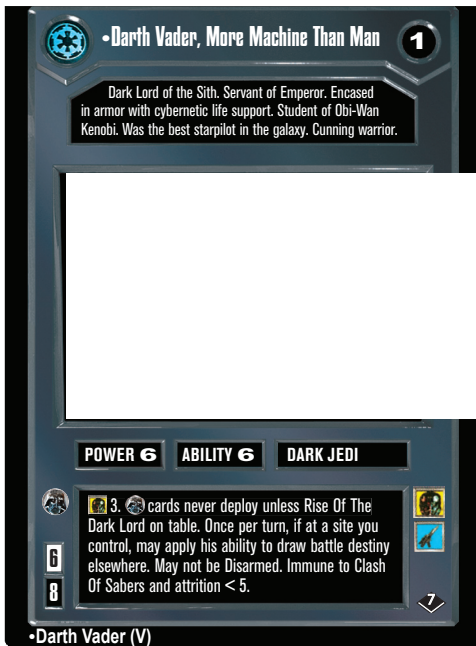 •Darth Vader, More Machine Than Man
1
Dark Lord of the Sith. Servant of Emperor. Encased
in armor with cybernetic life support. Student of Obi-Wan
Kenobi. Was the best starpilot in the galaxy. Cunning warrior.
POWER 6 ABILITY 6 DARK JEDI
3. cards never deploy unless Rise Of The
Dark Lord on table. Once per turn, if at a site you
control, may apply his ability to draw battle destiny
elsewhere. May not be Disarmed. Immune to Clash
Of Sabers and attrition < 5.
6
8
7
•Darth Vader (V)